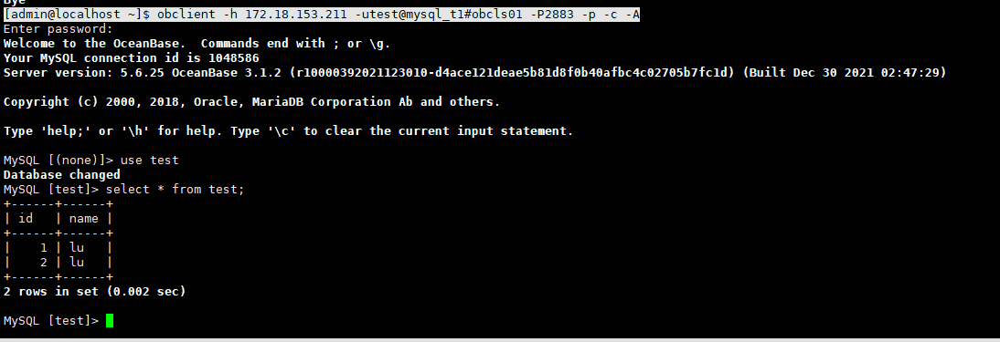 Bye
[admin@localhost ~]$ obclient -h 172.18.153.211 -utest@mysql_t1#obcls01 -P2883 -p -c -A
Enter password:
Welcome to the OceanBase.  Commands end with ; or \g.
Your MySQL connection id is 1048586
Server version: 5.6.25 OceanBase 3.1.2 (r10000392021123010-d4ace121deae5b81d8f0b40afbc4c02705b7fc1d) (Built Dec 30 2021 02:47:29)
Copyright (c) 2000, 2018, Oracle, MariaDB Corporation Ab and others.
Type 'help;' or '\h' for help. Type '\c' to clear the current input statement.
MySQL [(none)]> use test
Database changed
MySQL [test]> select * from test;
+------+------+
| id   | name |
+------+------+
|    1 | lu   |
|    2 | lu   |
+------+------+
2 rows in set (0.002 sec)
MySQL [test]>